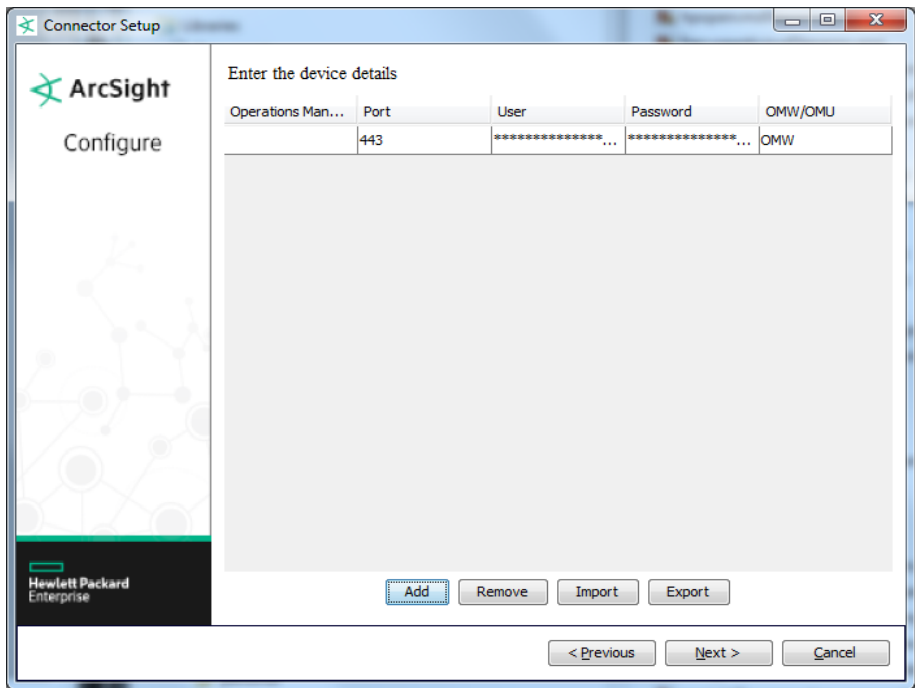 Connector Setup
ArcSight
Configure
Enter the device details
Operations Man... Port User Password OMW/OMU
443 **************... **************... OMW
Hewlett Packard
Enterprise
Add Remove Import Export
< Previous Next > Cancel